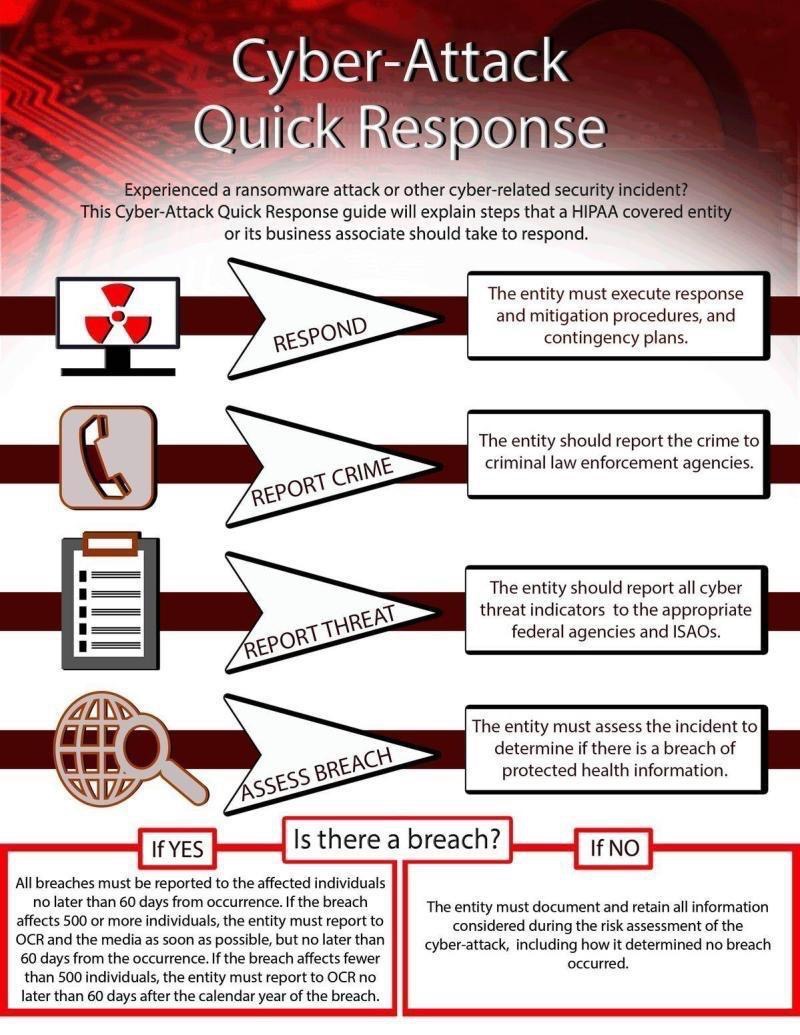 Cyber-Attack
Quick Response
Experienced a ransomware attack or other cyber-related security incident?
This Cyber-Attack Quick Response guide will explain steps that a HIPAA covered entity
or its business associate should take to respond.
RESPOND
The entity must execute response
and mitigation procedures, and
contingency plans.
REPORT CRIME
The entity should report the crime to
criminal law enforcement agencies.
REPORT THREAT
The entity should report all cyber
threat indicators to the appropriate
federal agencies and ISAOs.
ASSESS BREACH
The entity must assess the incident to
determine if there is a breach of
protected health information.
Is there a breach?
If YES
All breaches must be reported to the affected individuals
no later than 60 days from occurrence. If the breach
affects 500 or more individuals, the entity must report to
OCR and the media as soon as possible, but no later than
60 days from the occurrence. If the breach affects fewer
than 500 individuals, the entity must report to OCR no
later than 60 days after the calendar year of the breach.
If NO
The entity must document and retain all information
considered during the risk assessment of the
cyber-attack, including how it determined no breach
occurred.